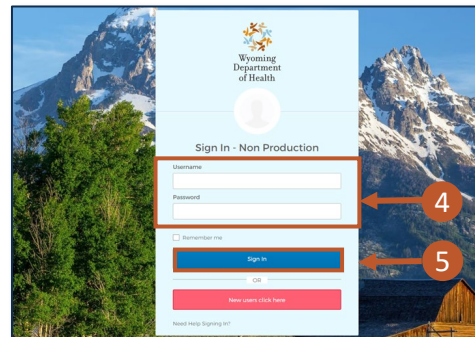 Wyoming
Department
of Health
Sign In - Non Production
Username
Password
4
Remember me
5
Sign In
OR
New users click here
Need Help Signing In?